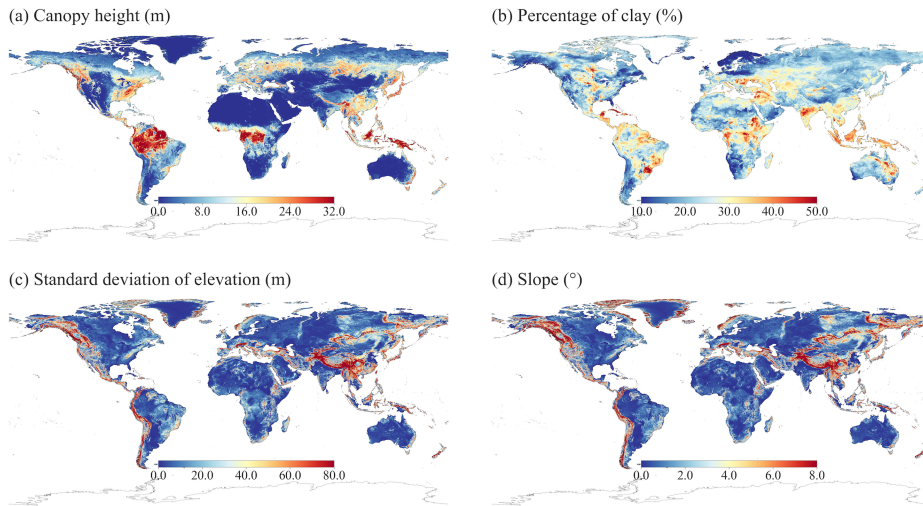 (a) Canopy height (m)
(b) Percentage of clay (%)
0.0 8.0 16.0 24.0 32.0
10.0 20.0 30.0 40.0 50.0
(c) Standard deviation of elevation (m)
(d) Slope (°)
0.0 20.0 40.0 60.0 80.0
0.0 2.0 4.0 6.0 8.0